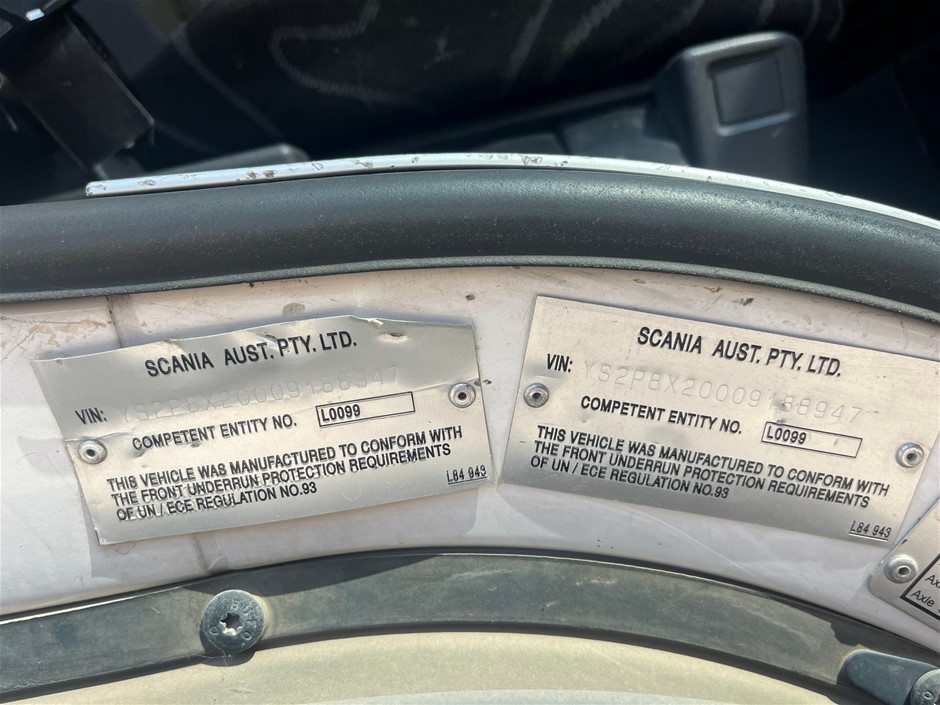 SCANIA AUST. PTY. LTD.
VIN: YS2P8X20009188947
COMPETENT ENTITY NO. L0099
THIS VEHICLE WAS MANUFACTURED TO CONFORM WITH
THE FRONT UNDERRUN PROTECTION REQUIREMENTS
OF UN / ECE REGULATION NO.93
L84 943
SCANIA AUST. PTY. LTD.
VIN: YS2P8X20009188947
COMPETENT ENTITY NO. L0099
THIS VEHICLE WAS MANUFACTURED TO CONFORM WITH
THE FRONT UNDERRUN PROTECTION REQUIREMENTS
OF UN / ECE REGULATION NO.93
L84 943
Axle